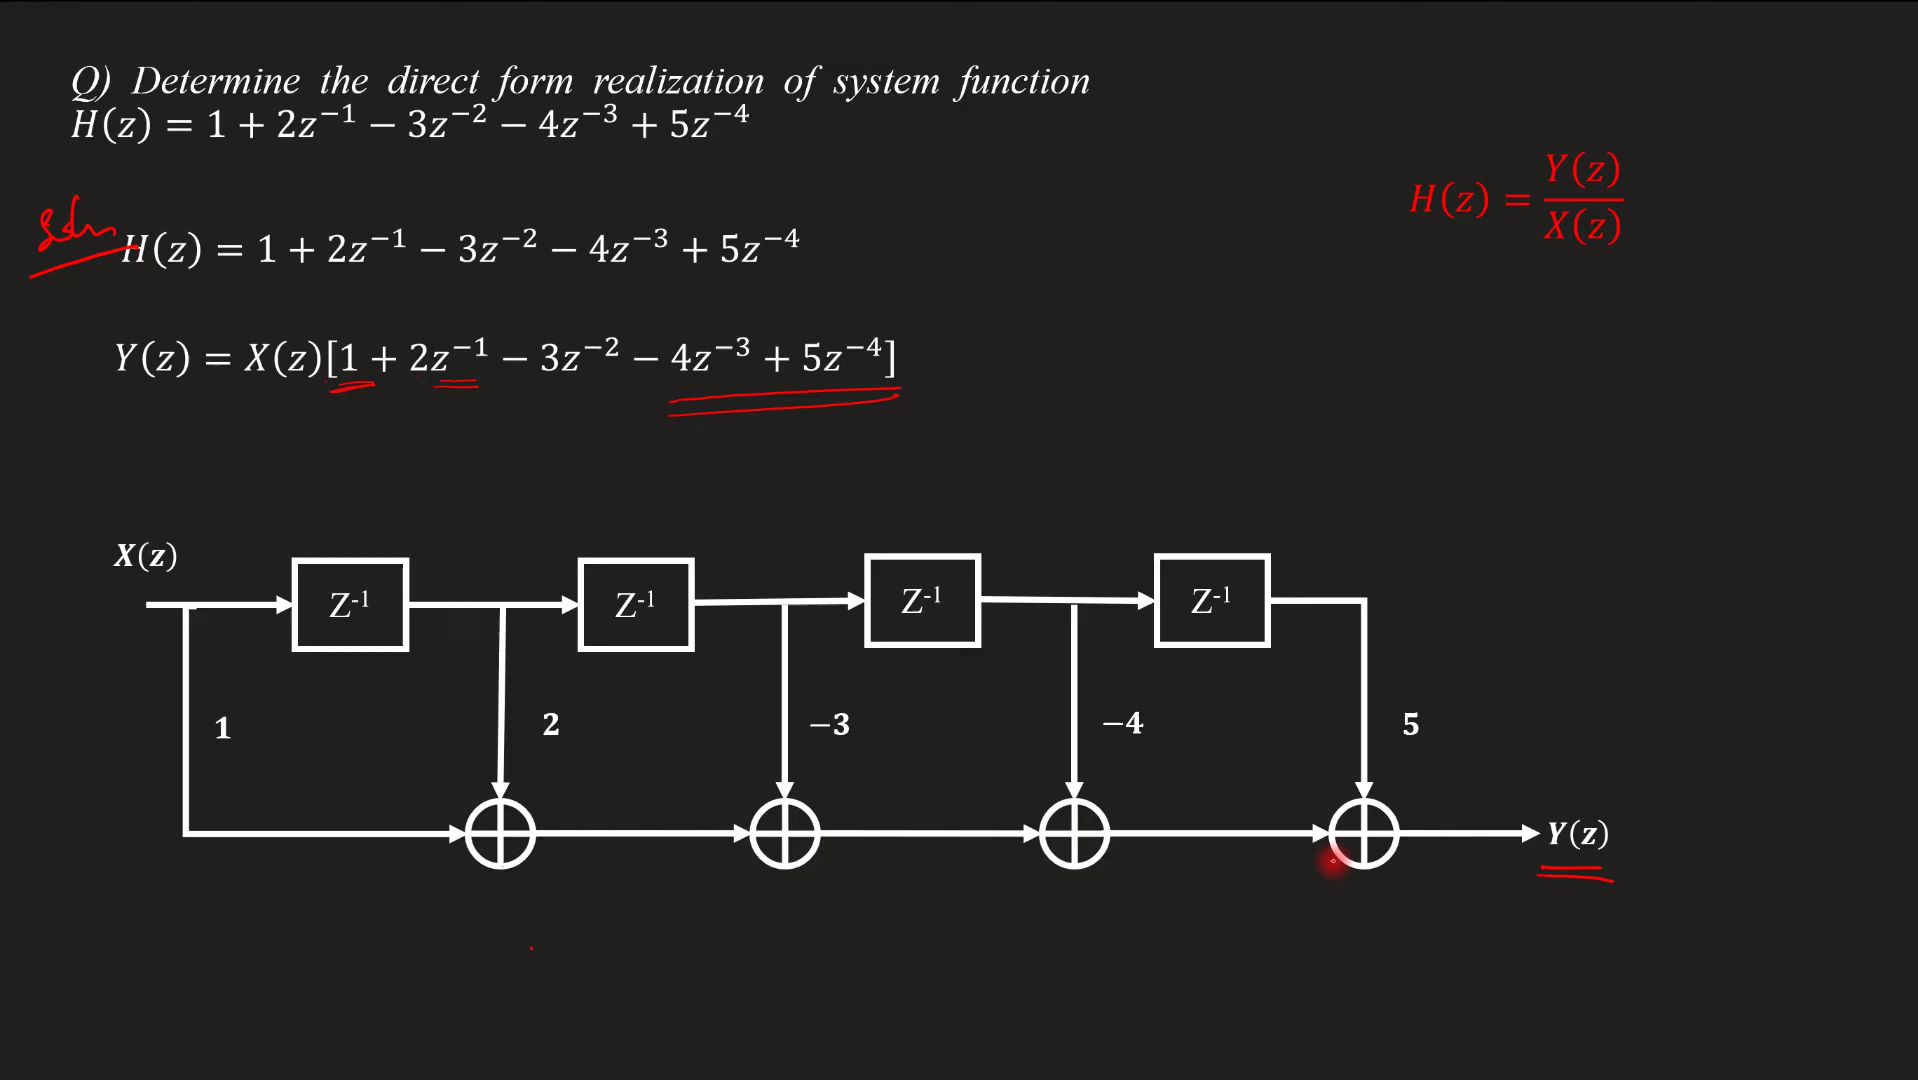 Q) Determine the direct form realization of system function
H(z) = 1 + 2z⁻¹ − 3z⁻² − 4z⁻³ + 5z⁻⁴
H(z) = Y(z)/X(z)
Soln
H(z) = 1 + 2z⁻¹ − 3z⁻² − 4z⁻³ + 5z⁻⁴
Y(z) = X(z)[1 + 2z⁻¹ − 3z⁻² − 4z⁻³ + 5z⁻⁴]
X(z)
Z⁻¹ Z⁻¹ Z⁻¹ Z⁻¹
1 2 −3 −4 5
Y(z)